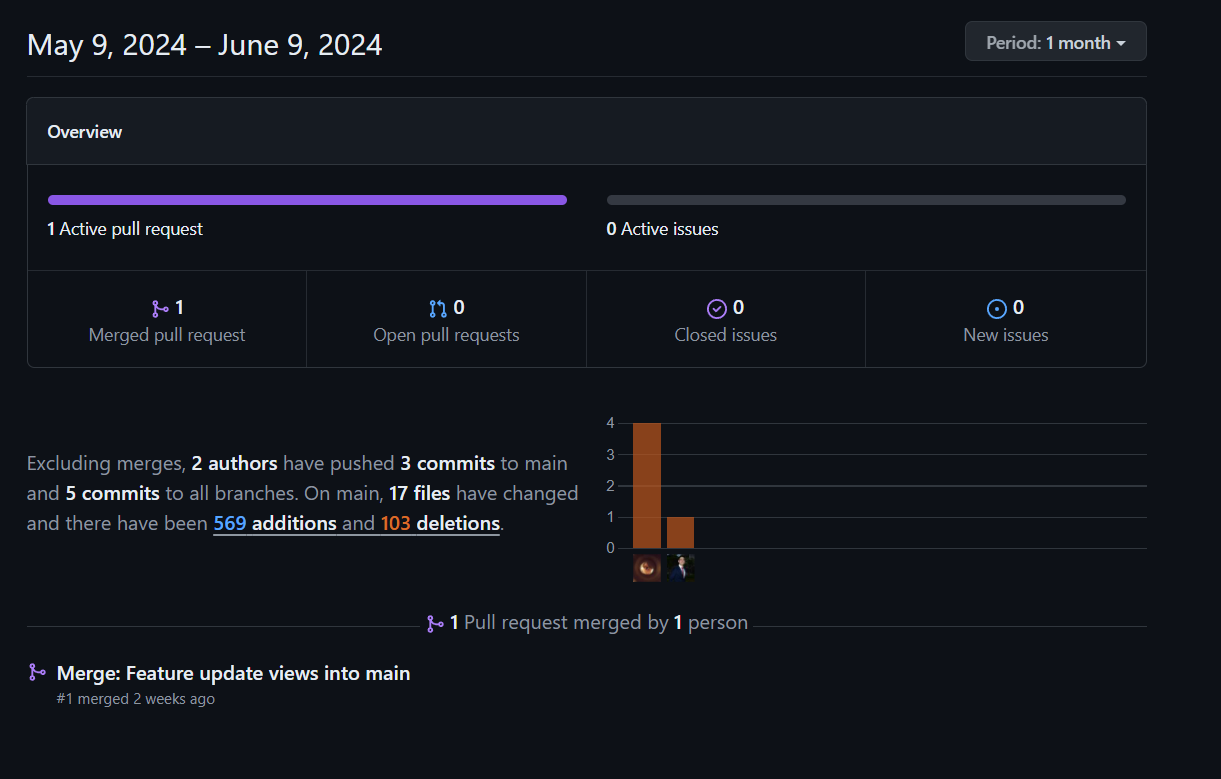 May 9, 2024 – June 9, 2024
Period: 1 month
Overview
1 Active pull request
0 Active issues
1
Merged pull request
0
Open pull requests
0
Closed issues
0
New issues
Excluding merges, 2 authors have pushed 3 commits to main
and 5 commits to all branches. On main, 17 files have changed
and there have been 569 additions and 103 deletions.
4
3
2
1
0
1 Pull request merged by 1 person
Merge: Feature update views into main
#1 merged 2 weeks ago